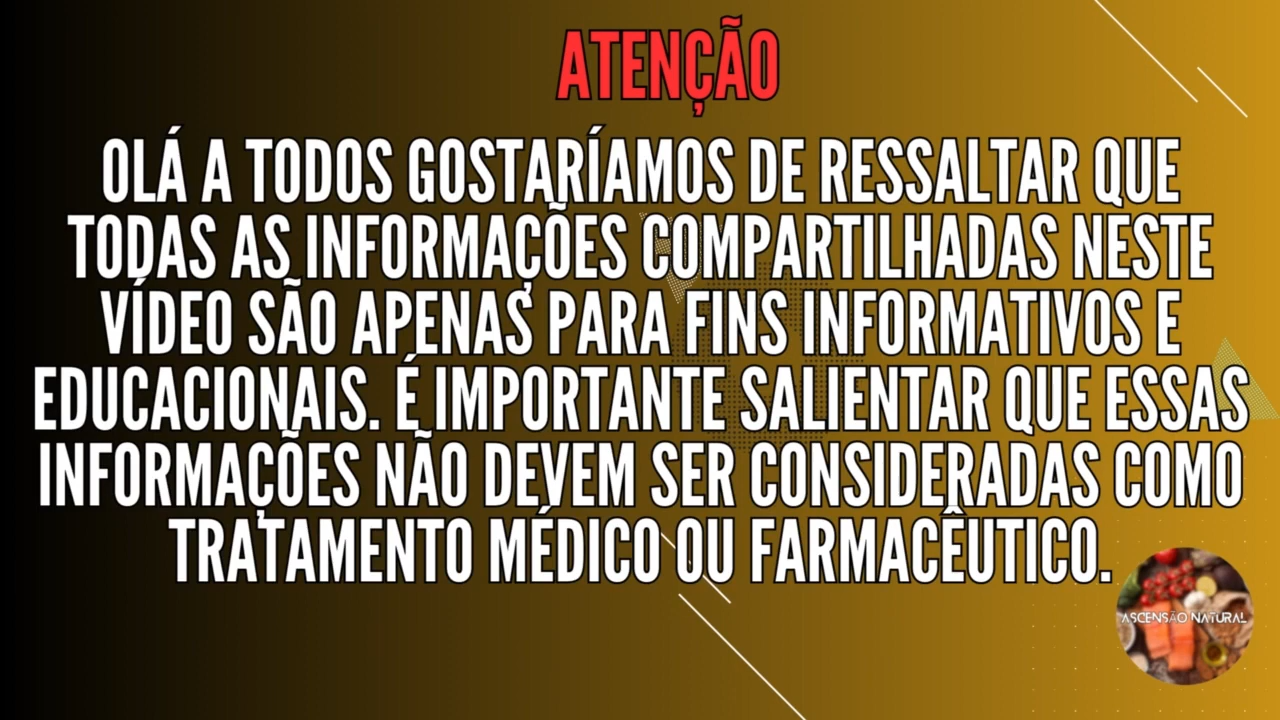 ATENÇÃO
OLÁ A TODOS GOSTARÍAMOS DE RESSALTAR QUE
TODAS AS INFORMAÇÕES COMPARTILHADAS NESTE
VÍDEO SÃO APENAS PARA FINS INFORMATIVOS E
EDUCACIONAIS. É IMPORTANTE SALIENTAR QUE ESSAS
INFORMAÇÕES NÃO DEVEM SER CONSIDERADAS COMO
TRATAMENTO MÉDICO OU FARMACÊUTICO.
ASCENSÃO NATURAL